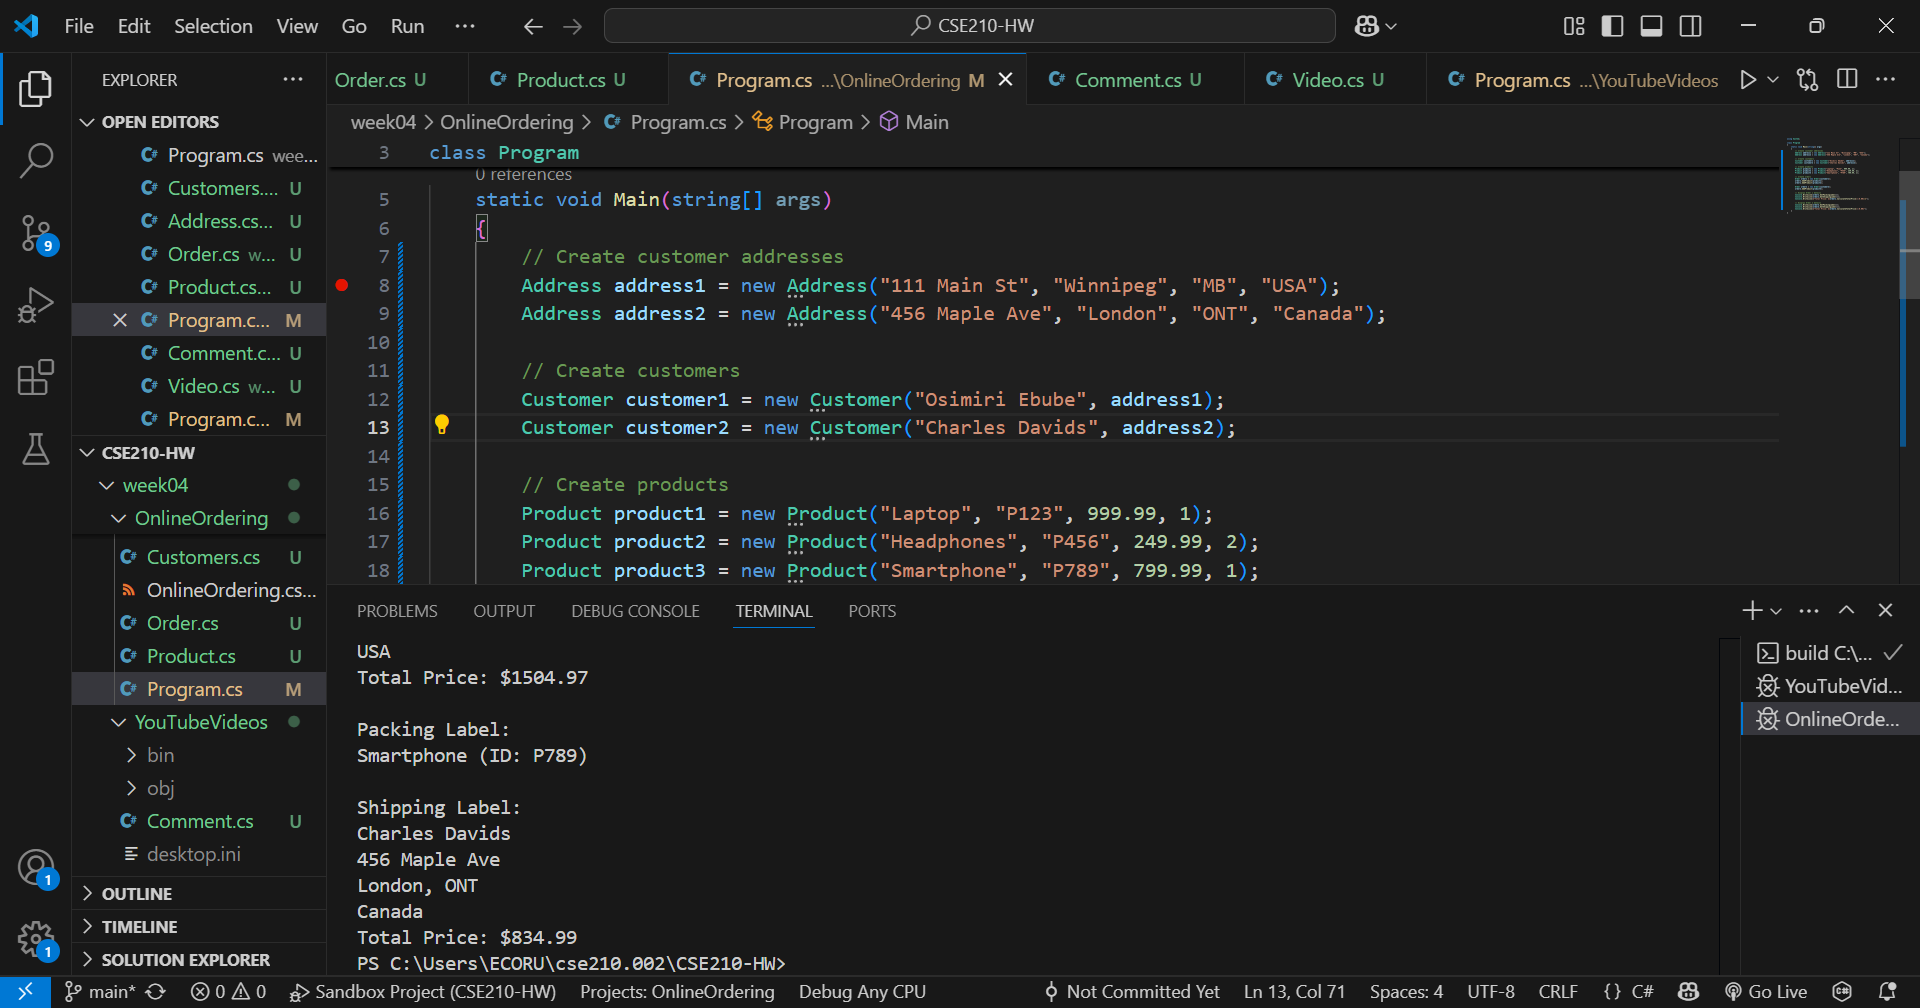 File Edit Selection View Go Run ··· CSE210-HW
EXPLORER ···
OPEN EDITORS
Program.cs wee...
Customers.... U
Address.cs... U
Order.cs w... U
Product.cs... U
Program.c... M
Comment.c... U
Video.cs w... U
Program.c... M
CSE210-HW
week04
OnlineOrdering
Customers.cs U
OnlineOrdering.cs...
Order.cs U
Product.cs U
Program.cs M
YouTubeVideos
bin
obj
Comment.cs U
desktop.ini
OUTLINE
TIMELINE
SOLUTION EXPLORER
9
1
1
Order.cs U Product.cs U Program.cs ...\OnlineOrdering M Comment.cs U Video.cs U Program.cs ...\YouTubeVideos
week04 > OnlineOrdering > Program.cs > Program > Main
3 class Program
0 references
5 static void Main(string[] args)
6 {
7 // Create customer addresses
8 Address address1 = new Address("111 Main St", "Winnipeg", "MB", "USA");
9 Address address2 = new Address("456 Maple Ave", "London", "ONT", "Canada");
10
11 // Create customers
12 Customer customer1 = new Customer("Osimiri Ebube", address1);
13 Customer customer2 = new Customer("Charles Davids", address2);
14
15 // Create products
16 Product product1 = new Product("Laptop", "P123", 999.99, 1);
17 Product product2 = new Product("Headphones", "P456", 249.99, 2);
18 Product product3 = new Product("Smartphone", "P789", 799.99, 1);
PROBLEMS OUTPUT DEBUG CONSOLE TERMINAL PORTS
USA
Total Price: $1504.97
Packing Label:
Smartphone (ID: P789)
Shipping Label:
Charles Davids
456 Maple Ave
London, ONT
Canada
Total Price: $834.99
PS C:\Users\ECORU\cse210.002\CSE210-HW>
build C:\...
YouTubeVid...
OnlineOrde...
main* 0 0 Sandbox Project (CSE210-HW) Projects: OnlineOrdering Debug Any CPU Not Committed Yet Ln 13, Col 71 Spaces: 4 UTF-8 CRLF {} C# Go Live